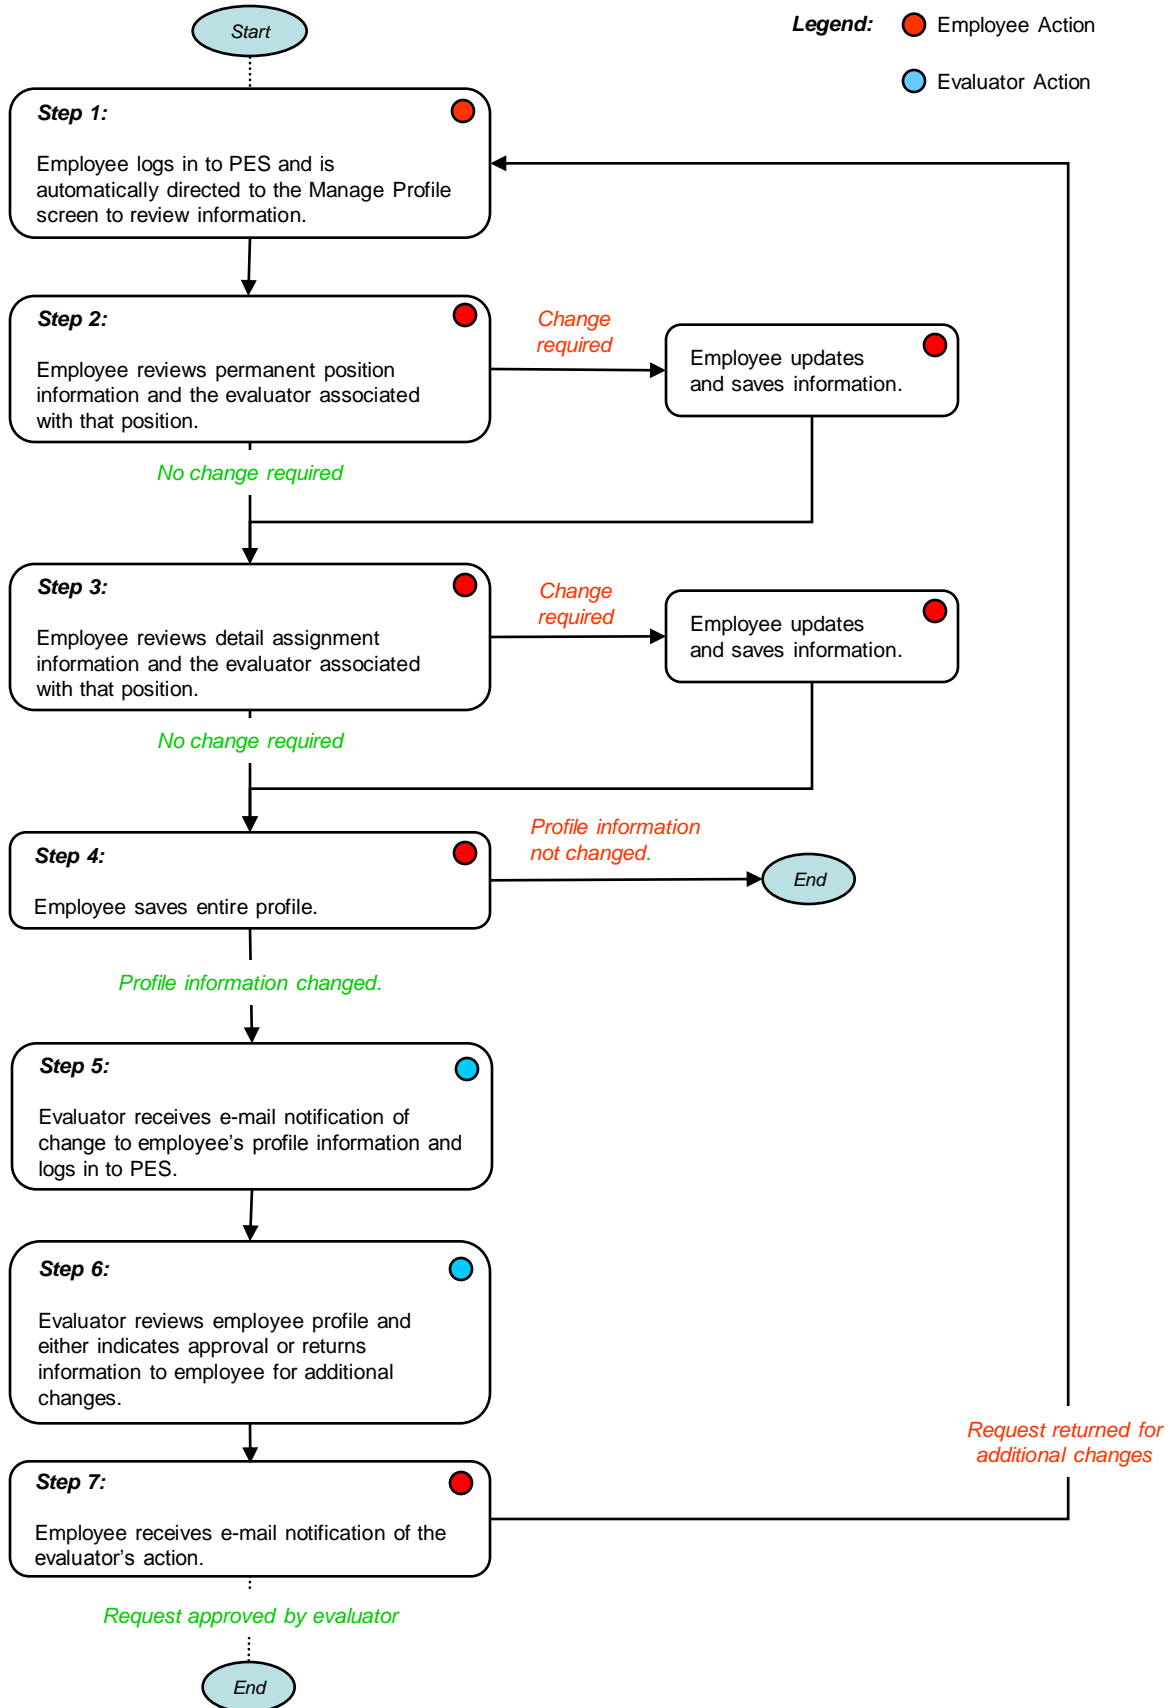 Start
Legend:
Employee Action
Evaluator Action
Step 1:
Employee logs in to PES and is
automatically directed to the Manage Profile
screen to review information.
Step 2:
Employee reviews permanent position
information and the evaluator associated
with that position.
Change
required
Employee updates
and saves information.
No change required
Step 3:
Employee reviews detail assignment
information and the evaluator associated
with that position.
Change
required
Employee updates
and saves information.
No change required
Step 4:
Employee saves entire profile.
Profile information
not changed.
End
Profile information changed.
Step 5:
Evaluator receives e-mail notification of
change to employee’s profile information and
logs in to PES.
Step 6:
Evaluator reviews employee profile and
either indicates approval or returns
information to employee for additional
changes.
Request returned for
additional changes
Step 7:
Employee receives e-mail notification of the
evaluator’s action.
Request approved by evaluator
End